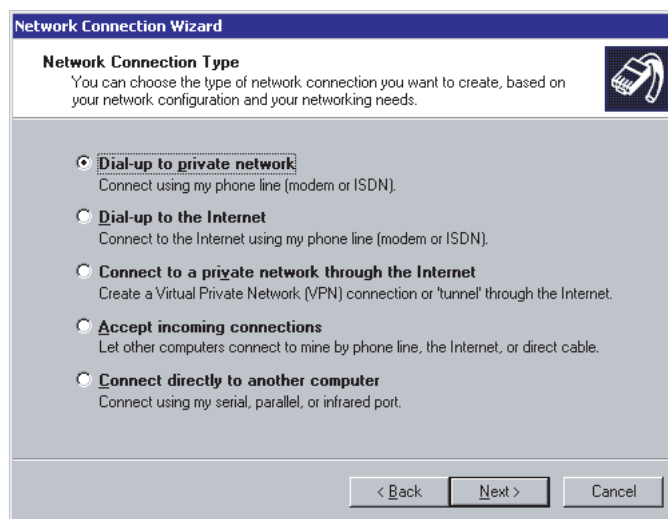 Network Connection Wizard
Network Connection Type
You can choose the type of network connection you want to create, based on
your network configuration and your networking needs.
Dial-up to private network
Connect using my phone line (modem or ISDN).
Dial-up to the Internet
Connect to the Internet using my phone line (modem or ISDN).
Connect to a private network through the Internet
Create a Virtual Private Network (VPN) connection or 'tunnel' through the Internet.
Accept incoming connections
Let other computers connect to mine by phone line, the Internet, or direct cable.
Connect directly to another computer
Connect using my serial, parallel, or infrared port.
< Back Next > Cancel